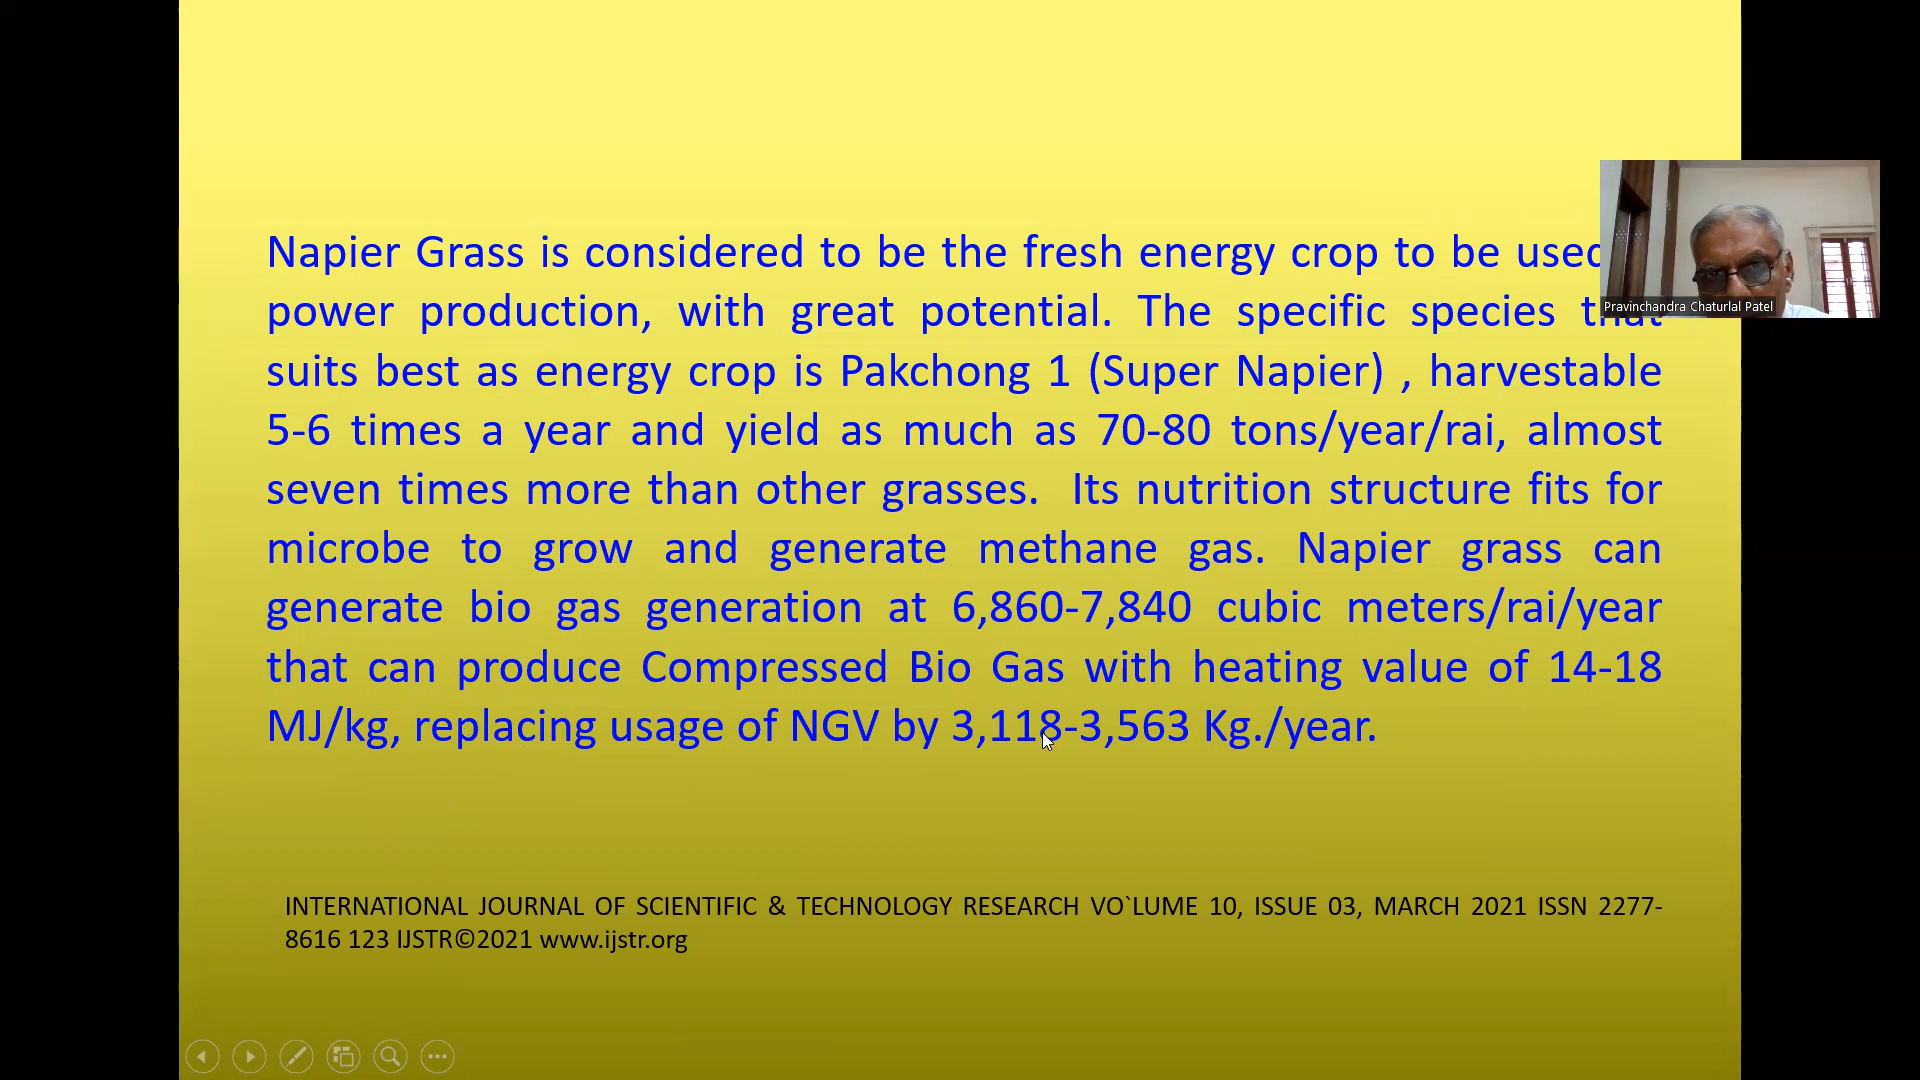 Napier Grass is considered to be the fresh energy crop to be used
power production, with great potential. The specific species that
suits best as energy crop is Pakchong 1 (Super Napier) , harvestable
5-6 times a year and yield as much as 70-80 tons/year/rai, almost
seven times more than other grasses. Its nutrition structure fits for
microbe to grow and generate methane gas. Napier grass can
generate bio gas generation at 6,860-7,840 cubic meters/rai/year
that can produce Compressed Bio Gas with heating value of 14-18
MJ/kg, replacing usage of NGV by 3,118-3,563 Kg./year.
Pravinchandra Chaturlal Patel
INTERNATIONAL JOURNAL OF SCIENTIFIC & TECHNOLOGY RESEARCH VO`LUME 10, ISSUE 03, MARCH 2021 ISSN 2277-
8616 123 IJSTR©2021 www.ijstr.org